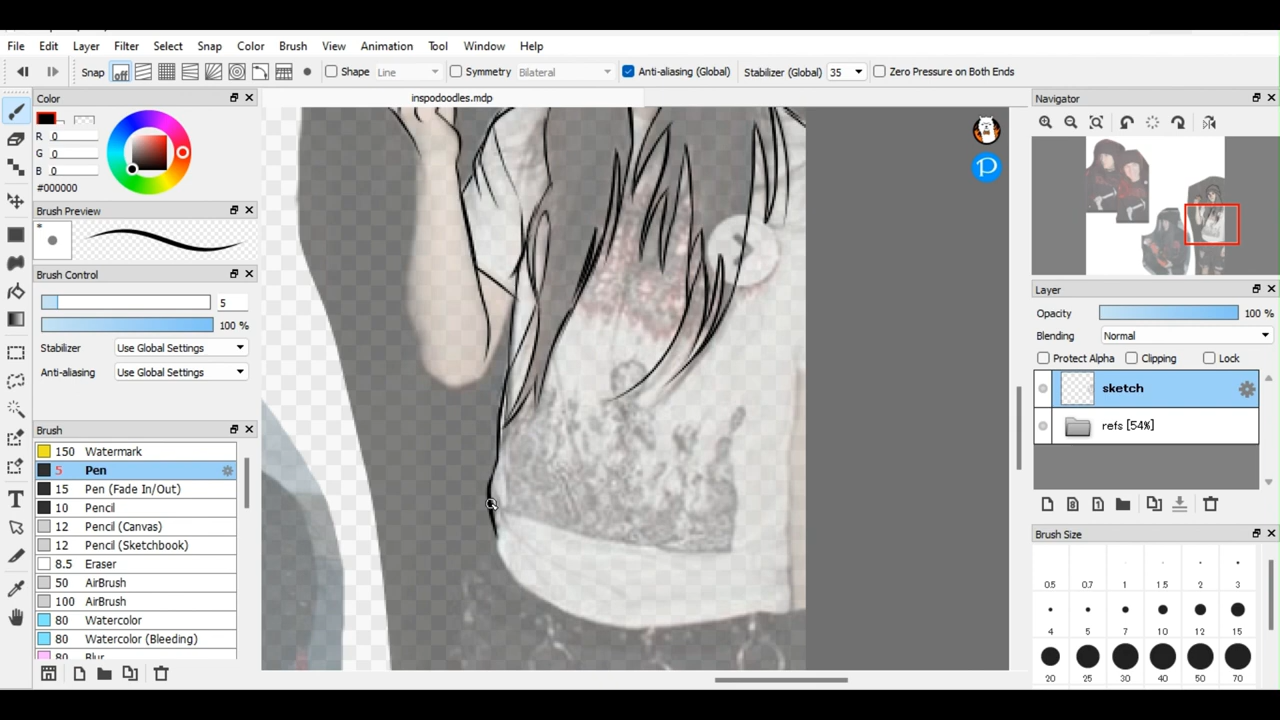 File Edit Layer Filter Select Snap Color Brush View Animation Tool Window Help
Snap off Shape Line Symmetry Bilateral Anti-aliasing (Global) Stabilizer (Global) 35 Zero Pressure on Both Ends
Color
inspodoodles.mdp
Navigator
R 0
G 0
B 0
#000000
Brush Preview
Brush Control
5
100 %
Stabilizer Use Global Settings
Anti-aliasing Use Global Settings
Brush
150 Watermark
5 Pen
15 Pen (Fade In/Out)
10 Pencil
12 Pencil (Canvas)
12 Pencil (Sketchbook)
8.5 Eraser
50 AirBrush
100 AirBrush
80 Watercolor
80 Watercolor (Bleeding)
80 Blur
Layer
Opacity 100 %
Blending Normal
Protect Alpha Clipping Lock
sketch
refs [54%]
Brush Size
0.5 0.7 1 1.5 2 3
4 5 7 10 12 15
20 25 30 40 50 70